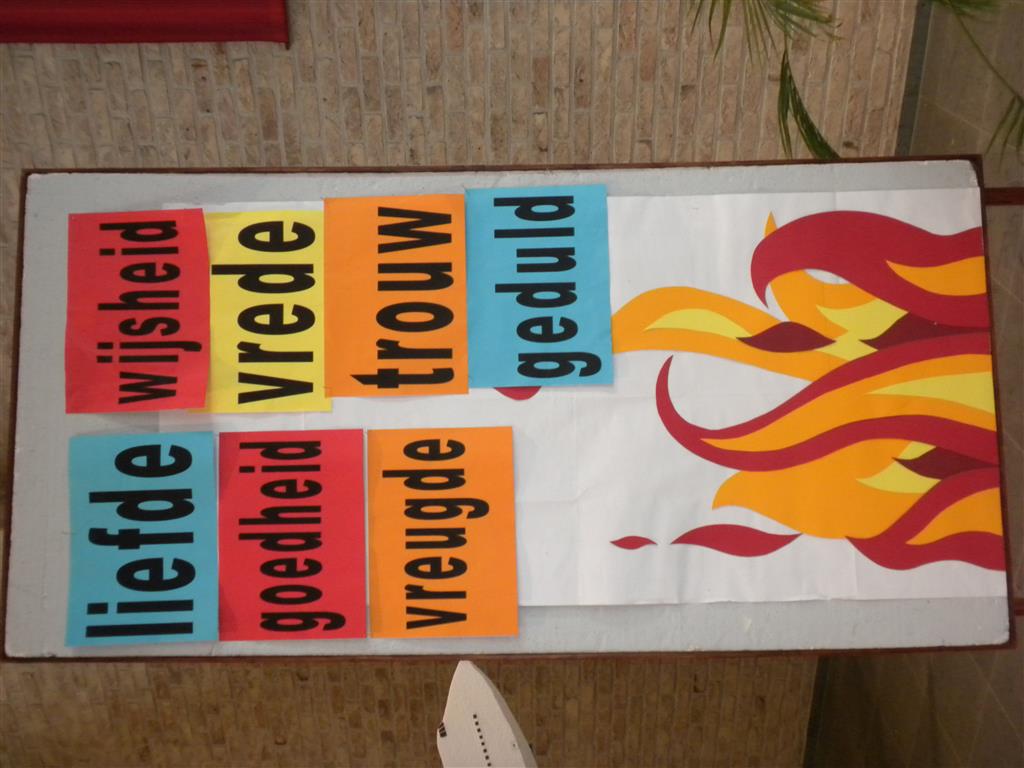 liefde
goedheid
vreugde
wijsheid
vrede
trouw
geduld